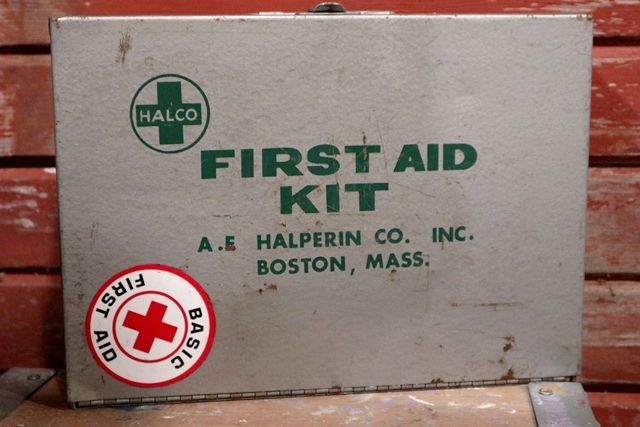 HALCO
FIRST AID
KIT
A.F HALPERIN CO. INC.
BOSTON, MASS.
BASIC
FIRST AID